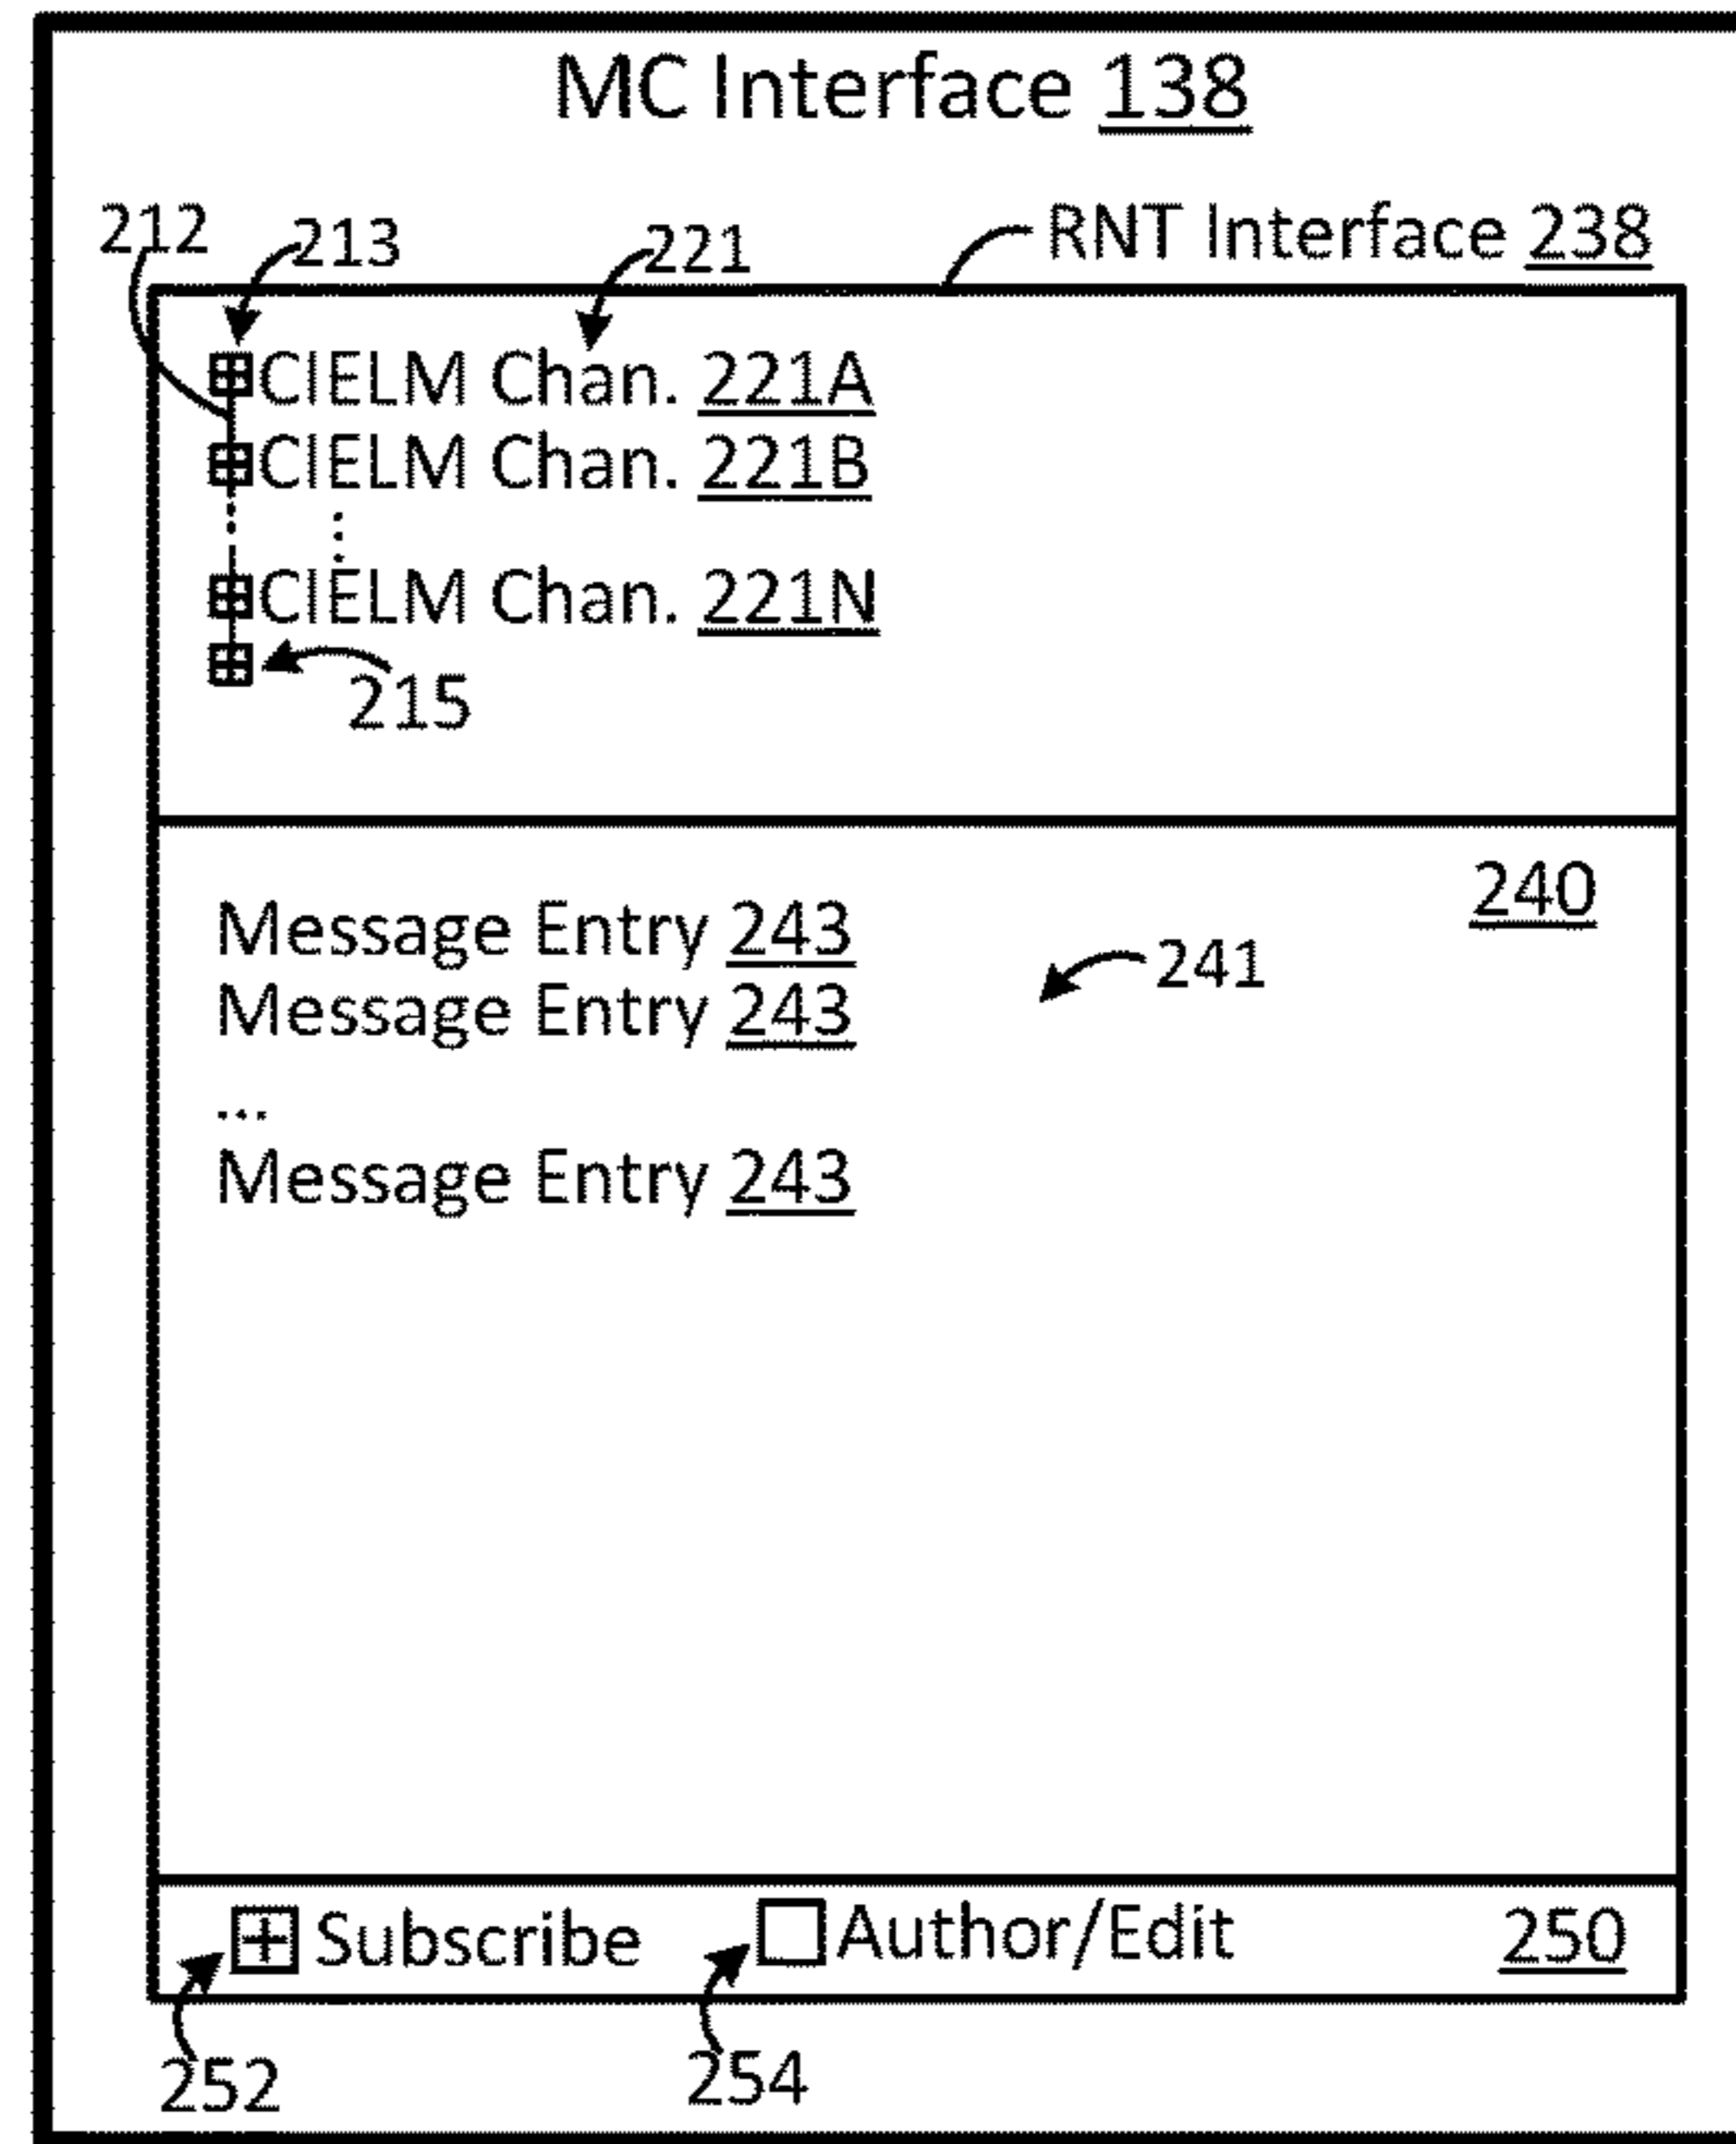 MC Interface 138
RNT Interface 238
212
213
221
CIELM Chan. 221A
CIELM Chan. 221B
⋮
CIELM Chan. 221N
215
240
Message Entry 243
241
Message Entry 243
...
Message Entry 243
Subscribe
Author/Edit
250
252
254